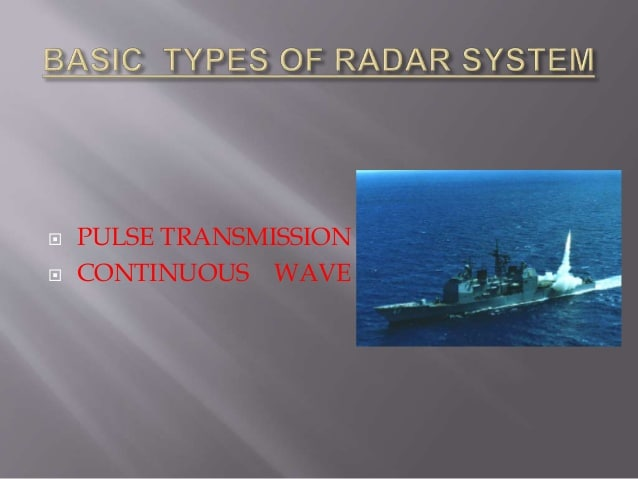 BASIC TYPES OF RADAR SYSTEM
PULSE TRANSMISSION
CONTINUOUS WAVE